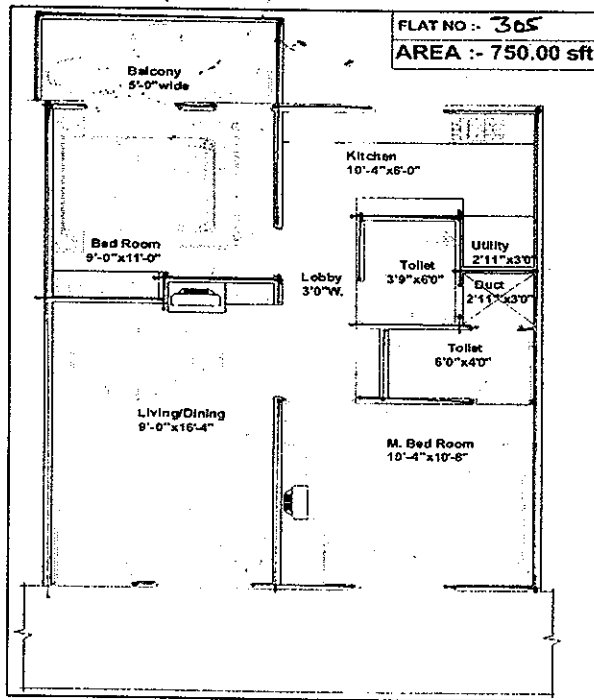 FLAT NO :- 305
AREA :- 750.00 sft
Balcony
5'-0"wide
Kitchen
10'-4"x6'-0"
Bed Room
9'-0"x11'-0"
Lobby
3'0"W.
Toilet
3'9"x6'0"
Utility
2'11"x3'0"
Duct
2'11"x3'0"
Toilet
6'0"x4'0"
Living/Dining
9'-0"x16'-4"
M. Bed Room
10'-4"x10'-6"